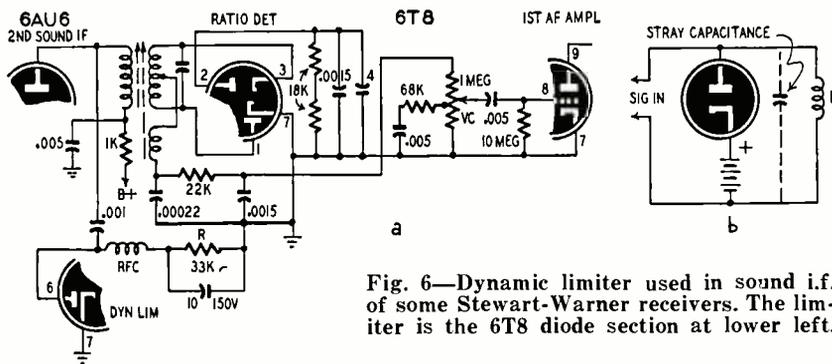 6AU6
2ND SOUND IF
RATIO DET
6T8
1ST AF AMPL
STRAY CAPACITANCE
9
2
3
.0015
4
18K
1 MEG
68K
8
SIG IN
7
.005
VC
.005
10 MEG
.005
1K
1
7
+
B+
22K
.001
.00022
.0015
a
b
R
33K
6
RFC
10
150V
DYN LIM
7
Fig. 6—Dynamic limiter used in sound i.f.
of some Stewart-Warner receivers. The lim-
iter is the 6T8 diode section at lower left.